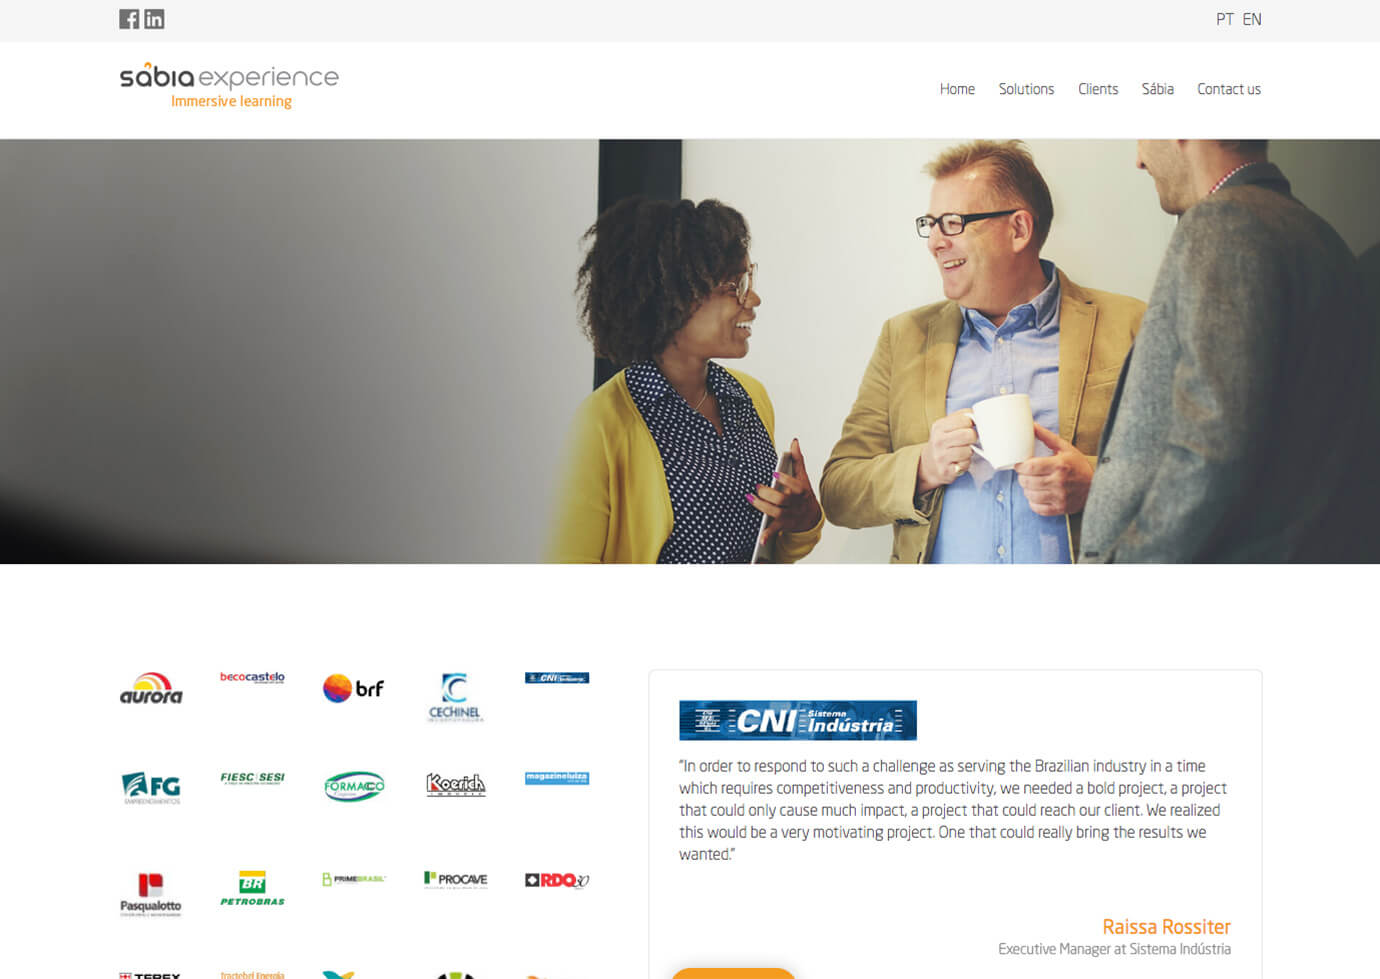 PT EN
sábia experience
Immersive learning
Home Solutions Clients Sábia Contact us
aurora
becocastelo
brf
CECHINEL
CNI
AFG
EMPREENDIMENTOS
FIESC SESI
FORMACCO
Koerich
IMÓVEIS
magazineluiza
Pasqualotto
BR
PETROBRAS
PRIMEBRASIL
PROCAVE
RDO 30
TEREX
tractebel Energia
CNI Sistema Indústria
"In order to respond to such a challenge as serving the Brazilian industry in a time
which requires competitiveness and productivity, we needed a bold project, a project
that could only cause much impact, a project that could reach our client. We realized
this would be a very motivating project. One that could really bring the results we
wanted."
Raissa Rossiter
Executive Manager at Sistema Indústria